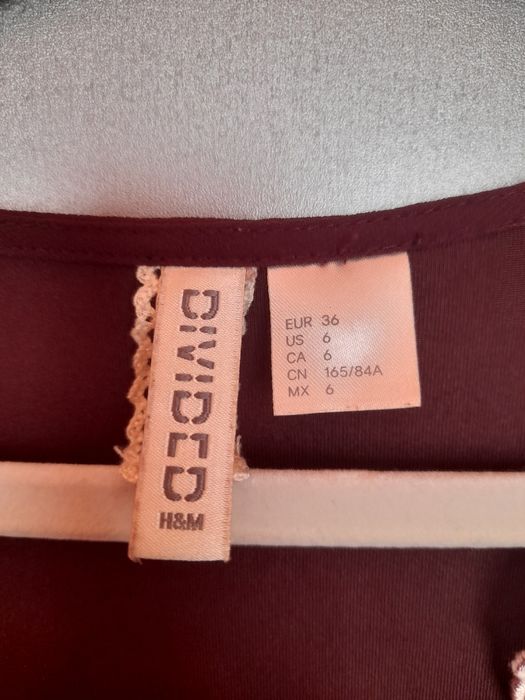 DIVIDED
H&M
EUR 36
US 6
CA 6
CN 165/84A
MX 6